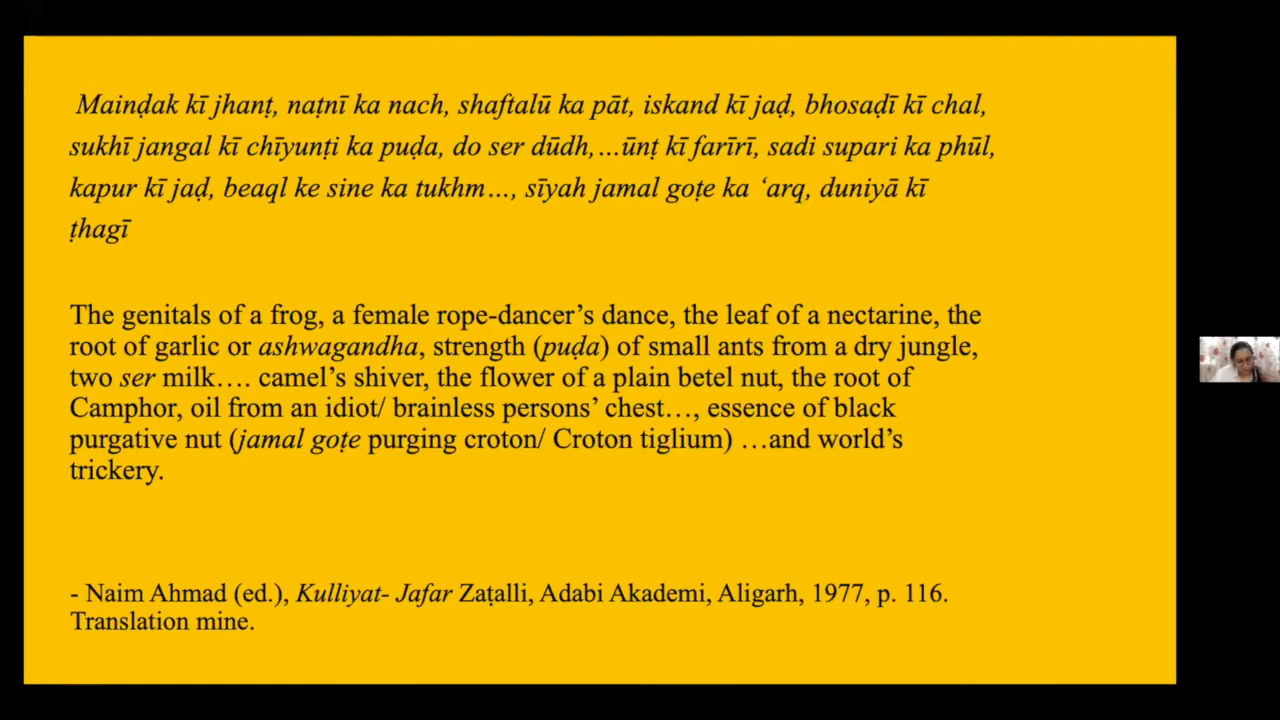 Mainḍak kī jhanṭ, naṭnī ka nach, shaftalū ka pāt, iskand kī jaḍ, bhosaḍī kī chal,
sukhī jangal kī chīyunṭi ka puḍa, do ser dūdh,…ūnṭ kī farīrī, sadi supari ka phūl,
kapur kī jaḍ, beaql ke sine ka tukhm…, sīyah jamal goṭe ka ‘arq, duniyā kī
ṭhagī
The genitals of a frog, a female rope-dancer’s dance, the leaf of a nectarine, the
root of garlic or ashwagandha, strength (puḍa) of small ants from a dry jungle,
two ser milk…. camel’s shiver, the flower of a plain betel nut, the root of
Camphor, oil from an idiot/ brainless persons’ chest…, essence of black
purgative nut (jamal goṭe purging croton/ Croton tiglium) …and world’s
trickery.
- Naim Ahmad (ed.), Kulliyat- Jafar Zaṭalli, Adabi Akademi, Aligarh, 1977, p. 116.
Translation mine.